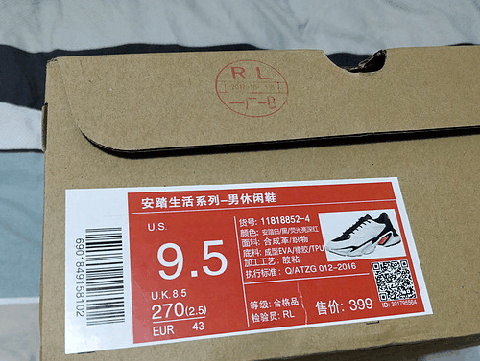 RL
安踏生活系列-男休闲鞋
U.S.
9.5
U.K. 8.5
270(2.5)
EUR 43
货号: 11818852-4
颜色: 安踏白/黑/荧光亮深红
面料: 合成革/织物
底料: 成型EVA/橡胶/TPU
加工工艺: 胶粘
执行标准: Q/ATZG 012-2016
等级: 合格品
检验员: RL
售价: 399